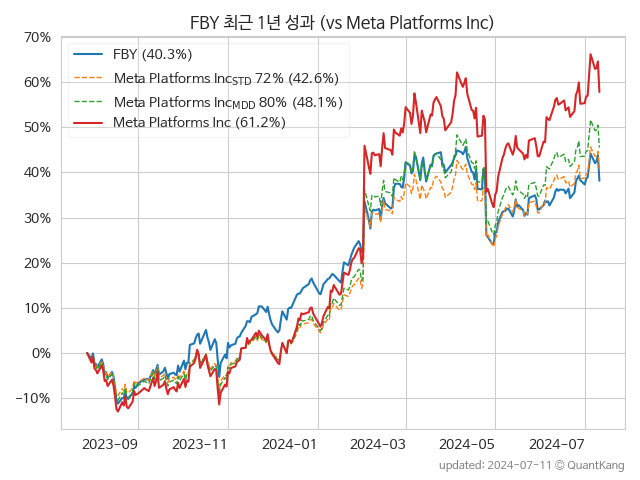 FBY 최근 1년 성과 (vs Meta Platforms Inc)
70%
60%
50%
40%
30%
20%
10%
0%
−10%
FBY (40.3%)
Meta Platforms IncSTD 72% (42.6%)
Meta Platforms IncMDD 80% (48.1%)
Meta Platforms Inc (61.2%)
2023−09
2023−11
2024−01
2024−03
2024−05
2024−07
updated: 2024-07-11 © QuantKang